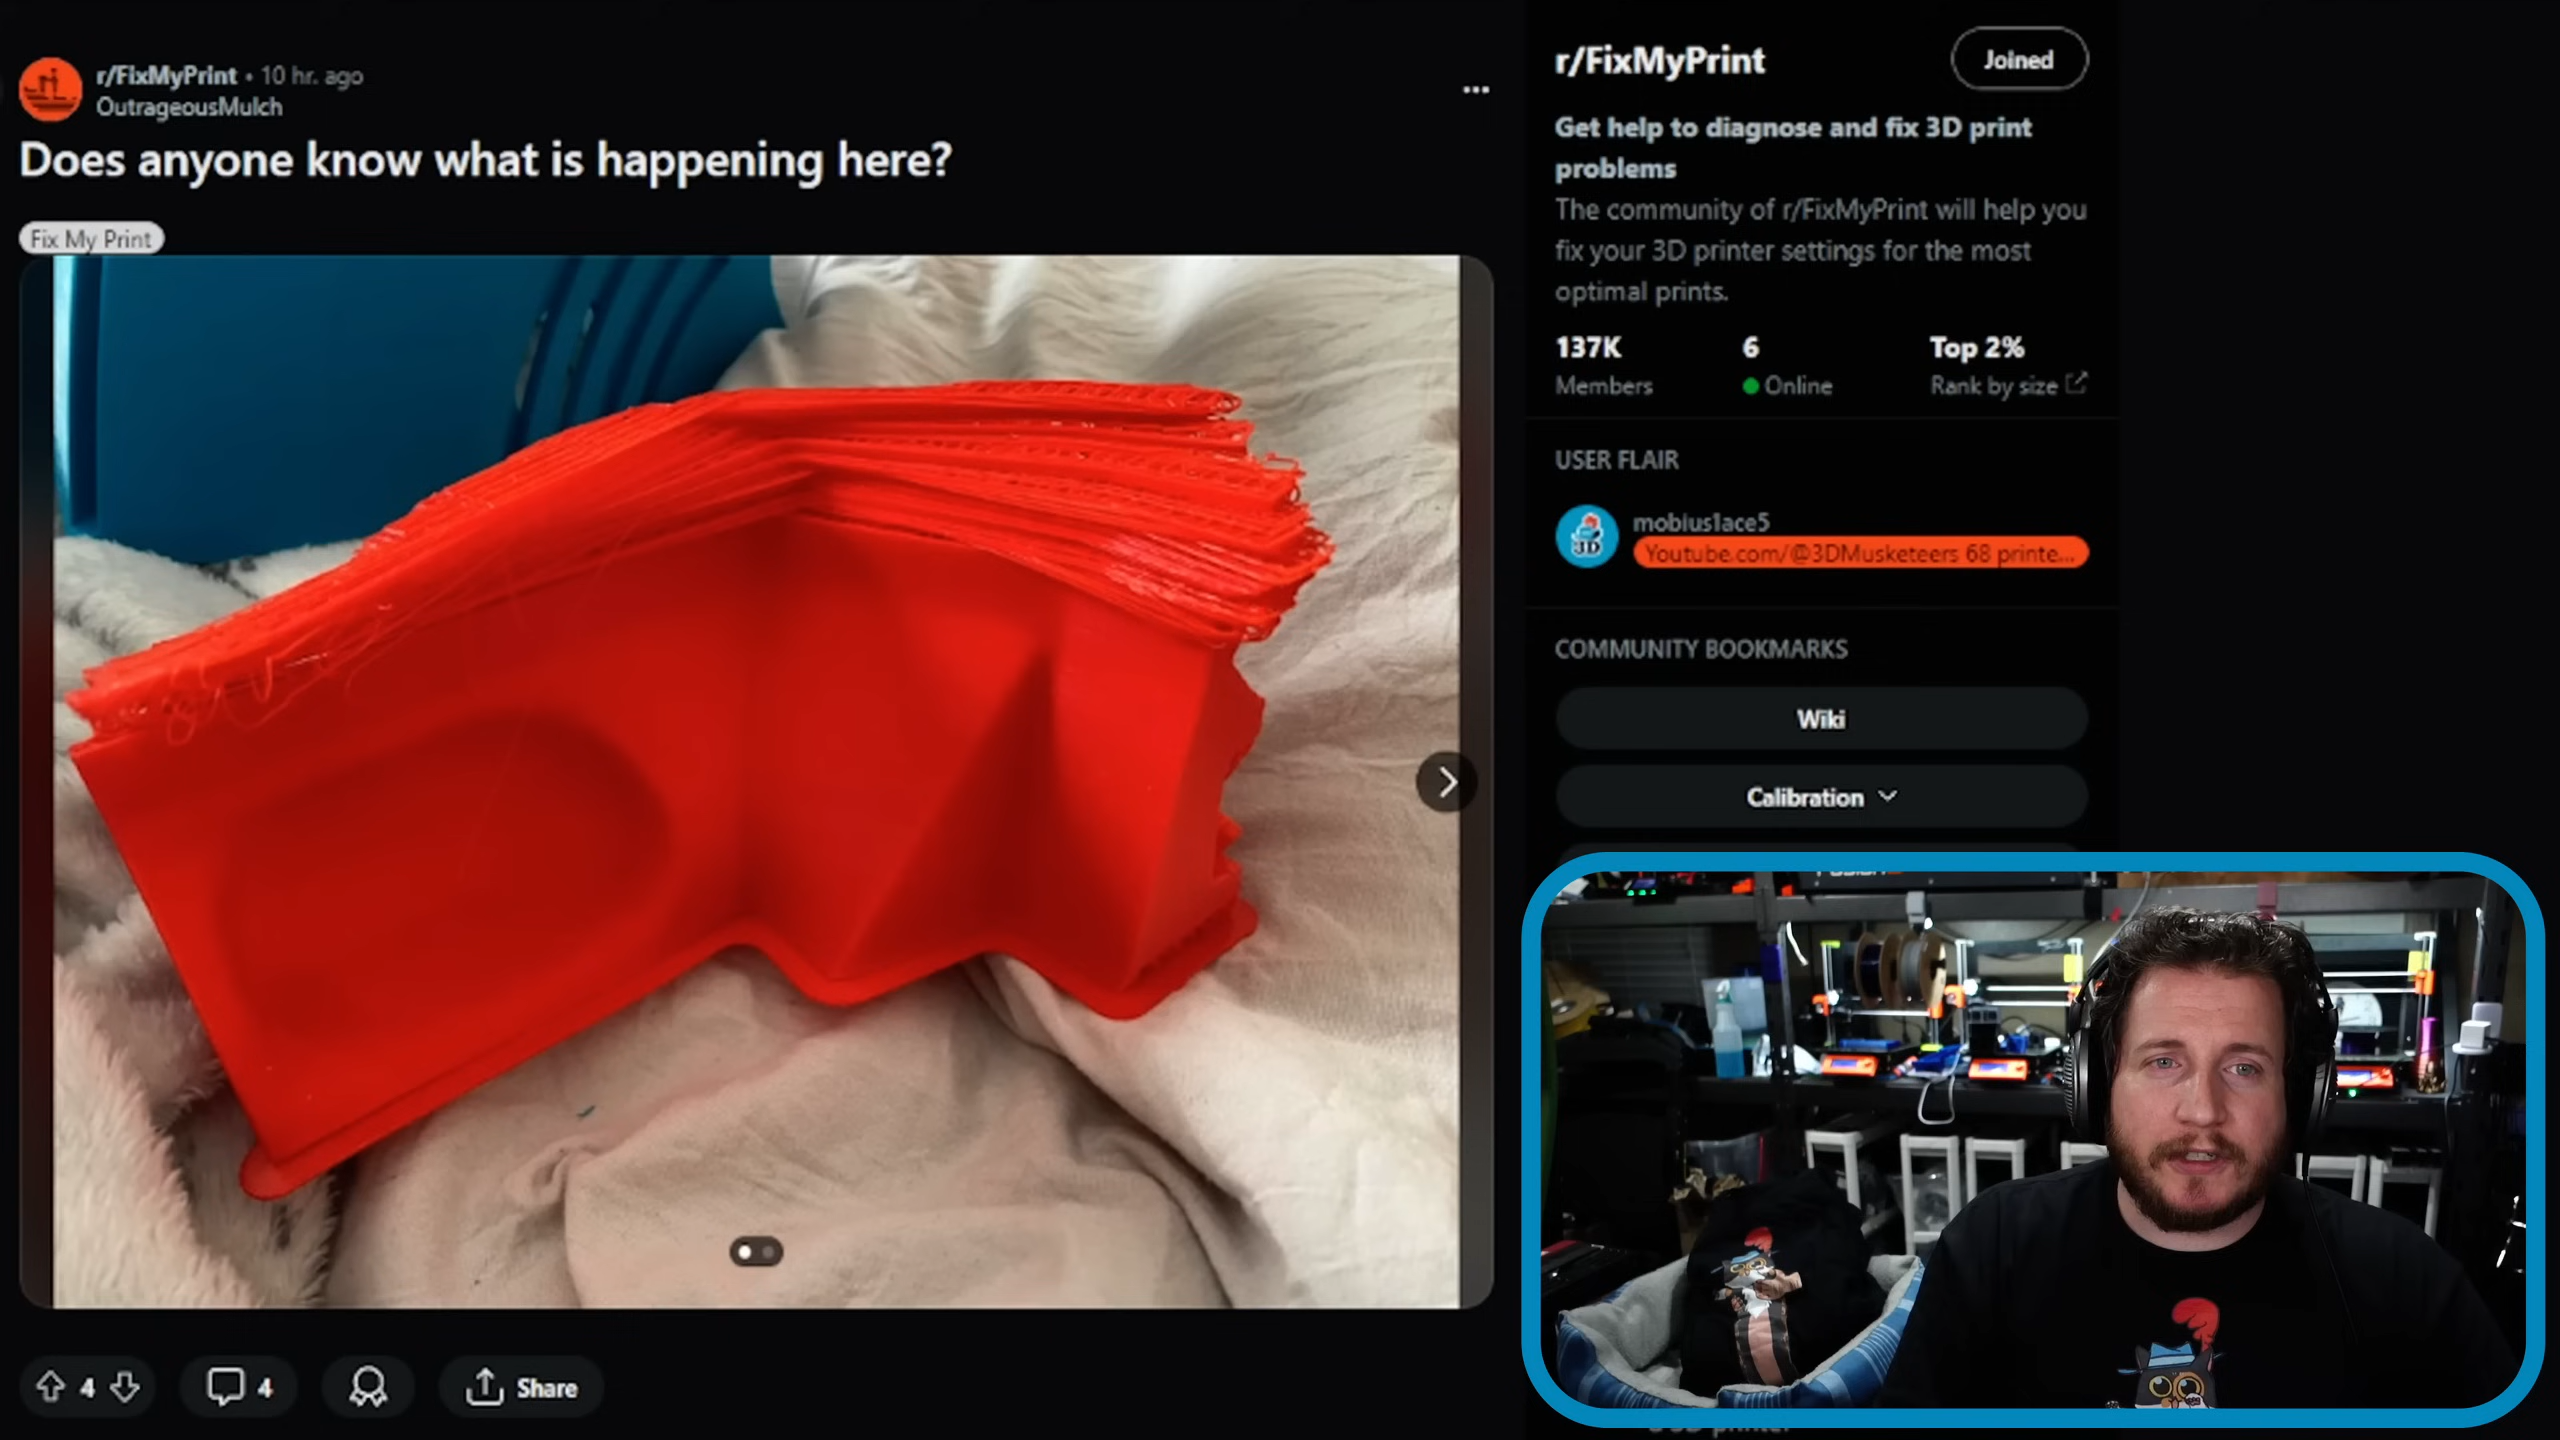 r/FixMyPrint • 10 hr. ago
OutrageousMulch
Does anyone know what is happening here?
Fix My Print
4
4
Share
r/FixMyPrint
Joined
Get help to diagnose and fix 3D print
problems
The community of r/FixMyPrint will help you
fix your 3D printer settings for the most
optimal prints.
137K
6
Top 2%
Members
Online
Rank by size
USER FLAIR
3D
mobius1ace5
Youtube.com/@3DMusketeers 68 printe...
COMMUNITY BOOKMARKS
Wiki
Calibration